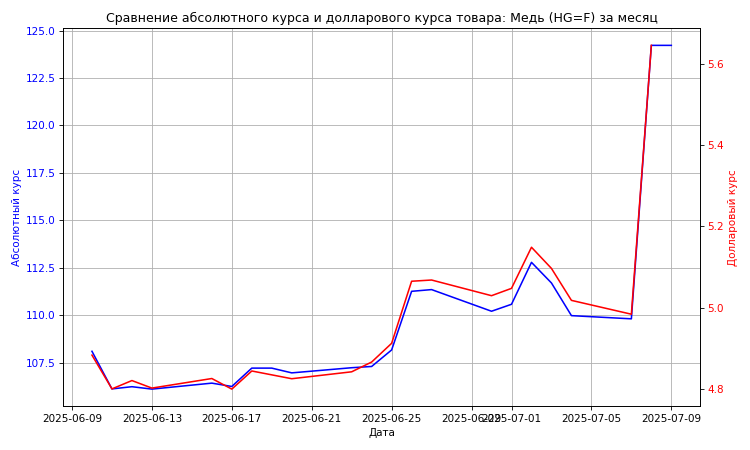 Сравнение абсолютного курса и долларового курса товара: Медь (HG=F) за месяц
125.0
122.5
120.0
117.5
115.0
112.5
110.0
107.5
Абсолютный курс
5.6
5.4
5.2
5.0
4.8
Долларовый курс
2025-06-09 2025-06-13 2025-06-17 2025-06-21 2025-06-25 2025-06-29 2025-07-01 2025-07-05 2025-07-09
Дата